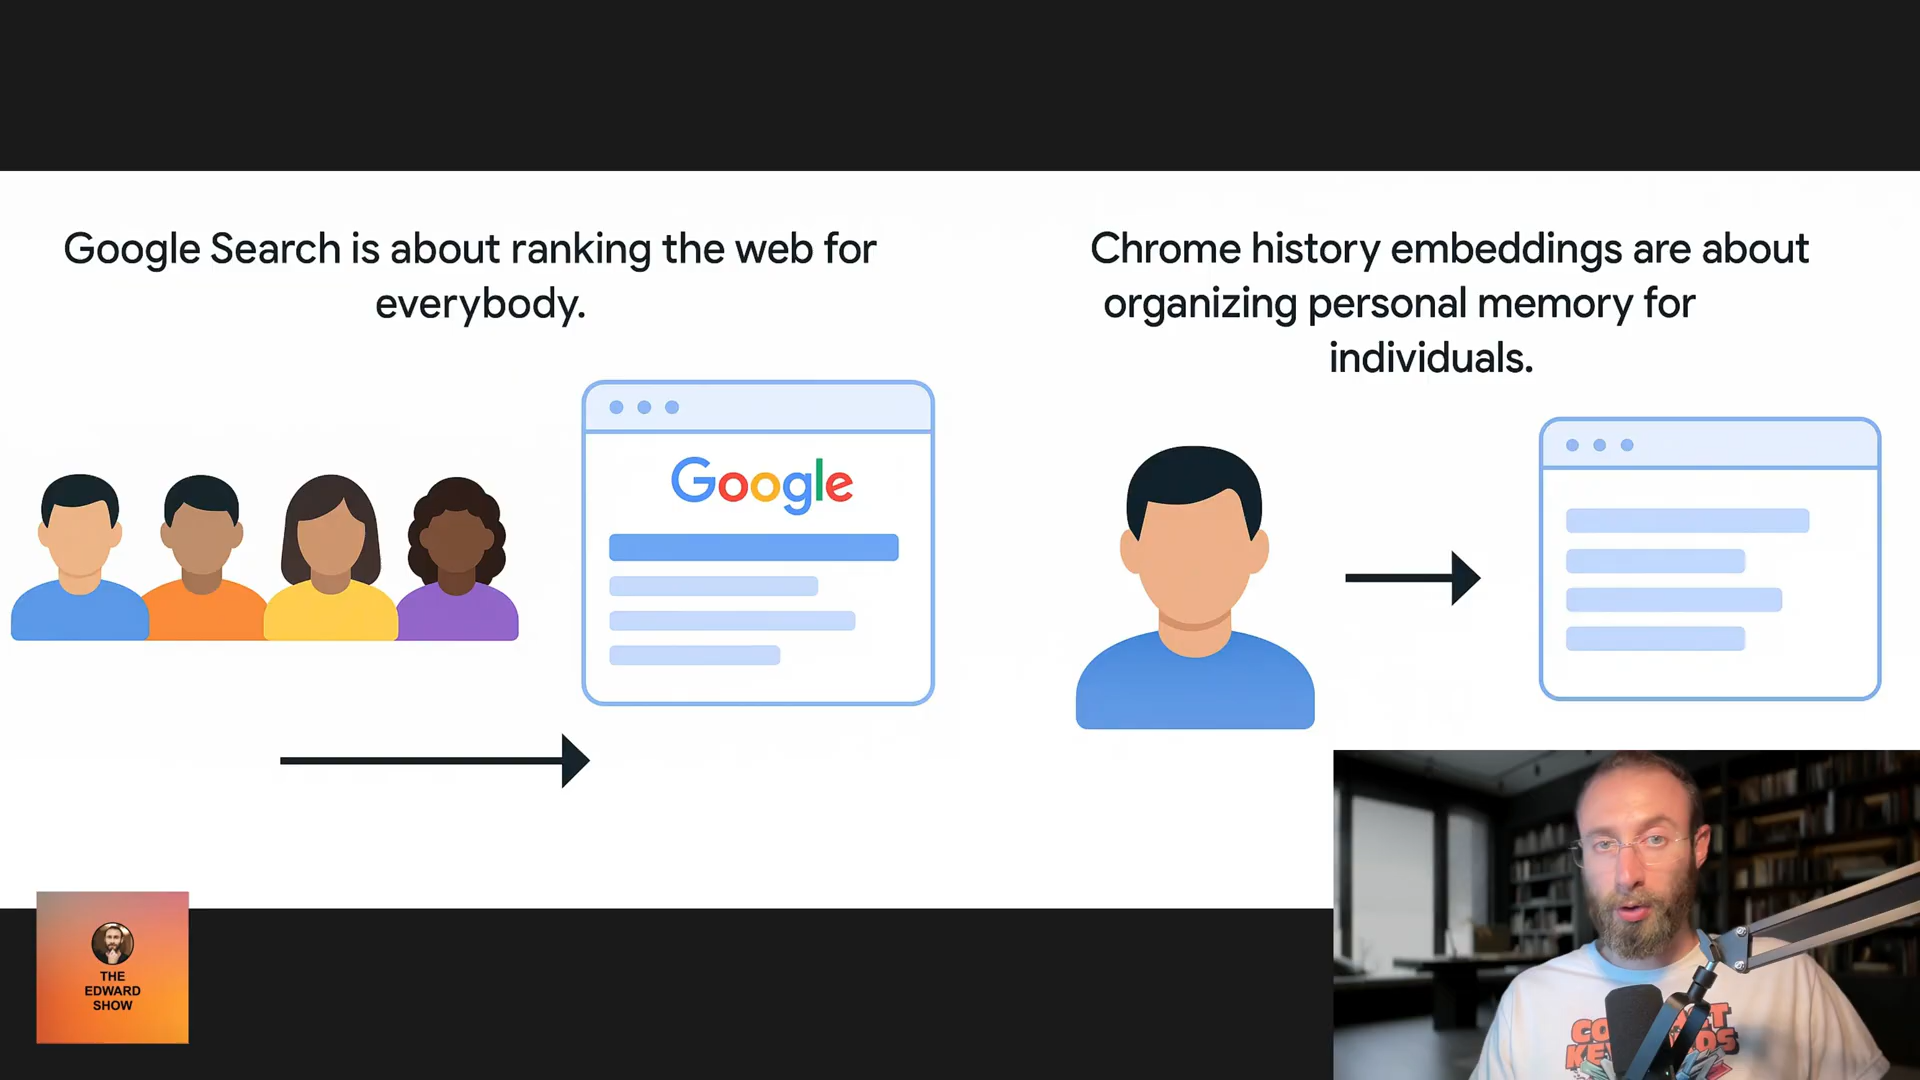 Google Search is about ranking the web for
everybody.
Chrome history embeddings are about
organizing personal memory for
individuals.
Google
THE
EDWARD
SHOW